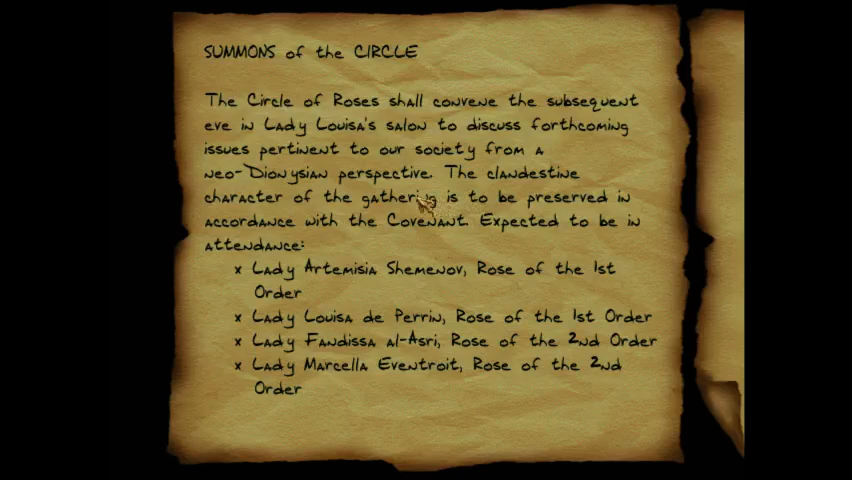 SUMMONS of the CIRCLE
The Circle of Roses shall convene the subsequent
eve in Lady Louisa's salon to discuss forthcoming
issues pertinent to our society from a
neo-Dionysian perspective. The clandestine
character of the gathering is to be preserved in
accordance with the Covenant. Expected to be in
attendance:
x Lady Artemisia Shemenov, Rose of the 1st
Order
x Lady Louisa de Perrin, Rose of the 1st Order
x Lady Fandissa al-Asri, Rose of the 2nd Order
x Lady Marcella Eventroit, Rose of the 2nd
Order